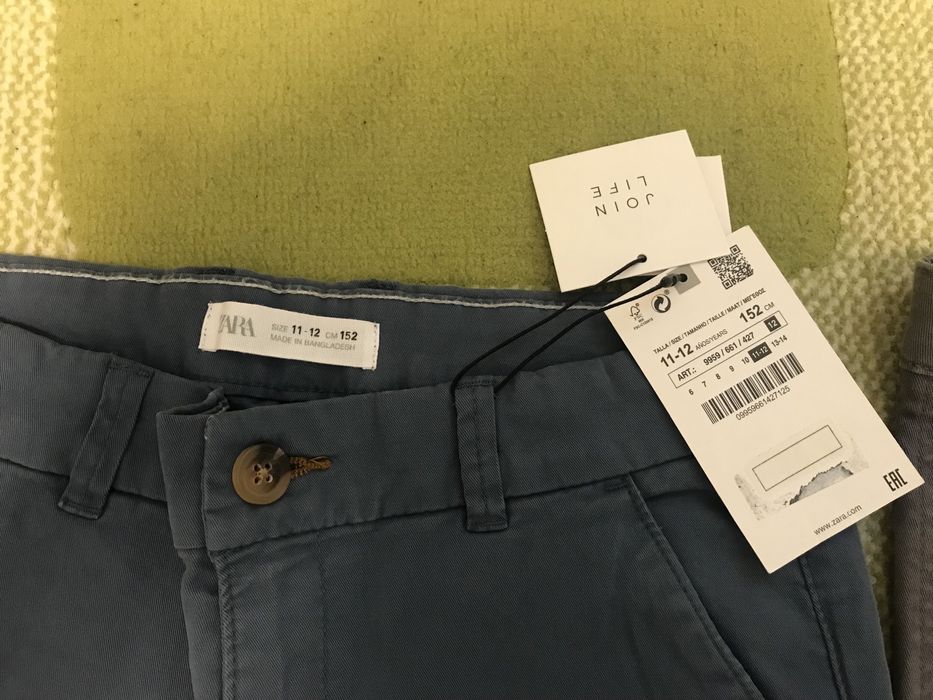 JOIN
LIFE
ZARA
SIZE 11-12 CM 152
MADE IN BANGLADESH
TALLA / SIZE / TAMANHO / TAILLE / MAAT / ΜΕΓΕΘΟΣ
11-12 AÑOS/YEARS 152 CM
ART.: 9959 / 661 / 427 12
6 7 8 9 10 11-12 13-14
09959661427125
EAC
www.zara.com